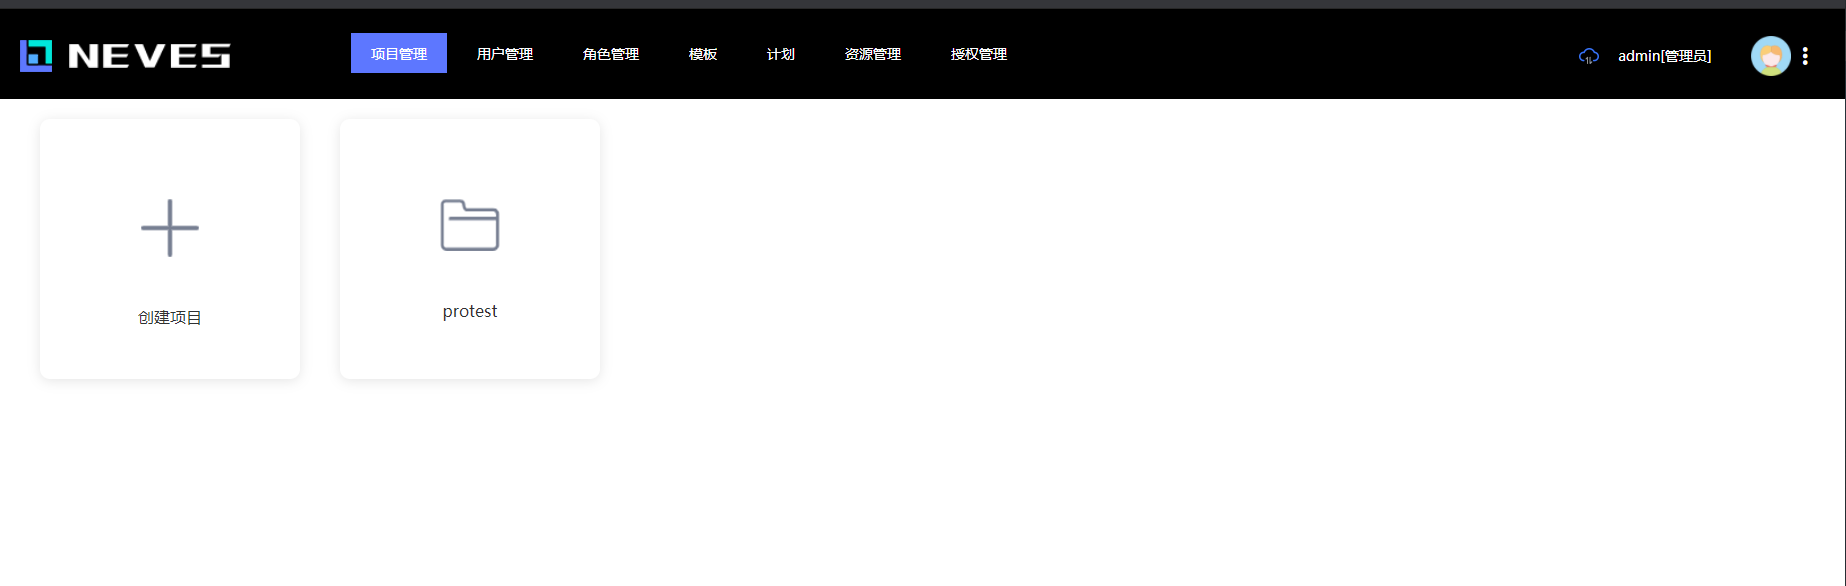 NEVES
项目管理 用户管理 角色管理 模板 计划 资源管理 授权管理
admin[管理员]
创建项目
protest